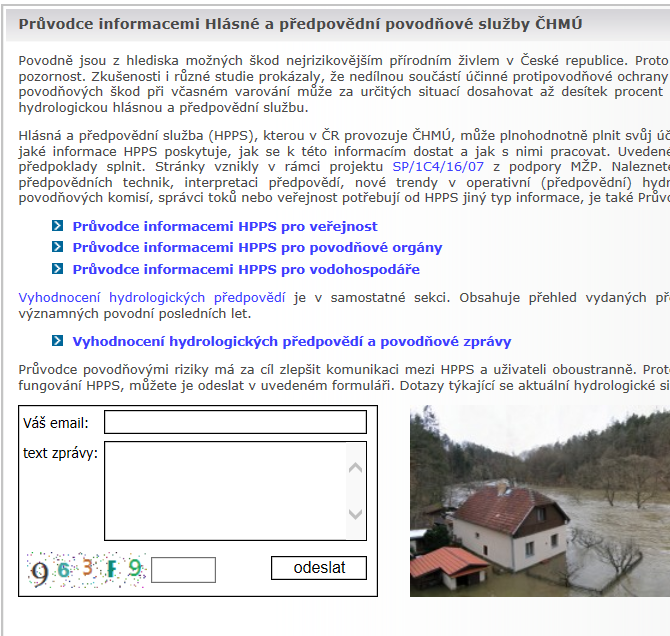 Průvodce informacemi Hlásné a předpovědní povodňové služby ČHMÚ
Povodně jsou z hlediska možných škod nejrizikovějším přírodním živlem v České republice. Proto
pozornost. Zkušenosti i různé studie prokázaly, že nedílnou součástí účinné protipovodňové ochrany
povodňových škod při včasném varování může za určitých situací dosahovat až desítek procent
hydrologickou hlásnou a předpovědní službu.
Hlásná a předpovědní služba (HPPS), kterou v ČR provozuje ČHMÚ, může plnohodnotně plnit svůj úč
jaké informace HPPS poskytuje, jak se k této informacím dostat a jak s nimi pracovat. Uvedené
předpoklady splnit. Stránky vznikly v rámci projektu SP/1C4/16/07 z podpory MŽP. Naleznete
předpovědních technik, interpretaci předpovědí, nové trendy v operativní (předpovědní) hydr
povodňových komisí, správci toků nebo veřejnost potřebují od HPPS jiný typ informace, je také Průvo
Průvodce informacemi HPPS pro veřejnost
Průvodce informacemi HPPS pro povodňové orgány
Průvodce informacemi HPPS pro vodohospodáře
Vyhodnocení hydrologických předpovědí je v samostatné sekci. Obsahuje přehled vydaných pře
významných povodní posledních let.
Vyhodnocení hydrologických předpovědí a povodňové zprávy
Průvodce povodňovými riziky má za cíl zlepšit komunikaci mezi HPPS a uživateli oboustranně. Proto
fungování HPPS, můžete je odeslat v uvedeném formuláři. Dotazy týkající se aktuální hydrologické si
Váš email:
text zprávy:
963f9
odeslat